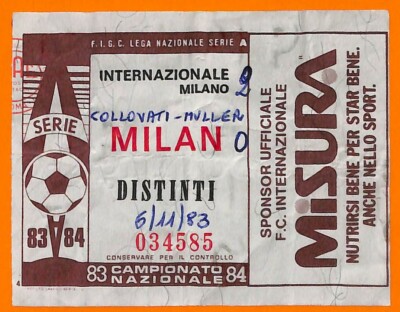 F.I.G.C. LEGA NAZIONALE SERIE A
INTERNAZIONALE 2
MILANO
COLLOVATI-MULLER
MILAN 0
DISTINTI
6/11/83
034585
CONSERVARE PER IL CONTROLLO
83 CAMPIONATO 84
NAZIONALE
A
SERIE
83 84
SPONSOR UFFICIALE
F.C. INTERNAZIONALE
MiSURA
NUTRIRSI BENE PER STAR BENE.
ANCHE NELLO SPORT.